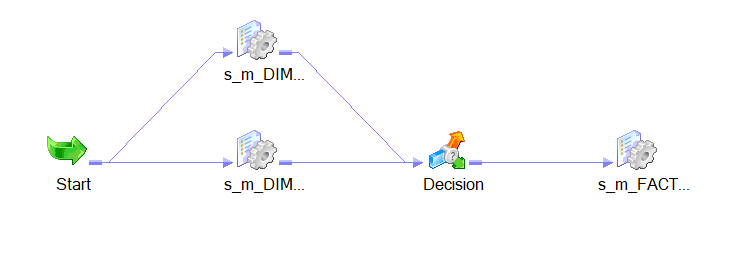 s_m_DIM...
Start
s_m_DIM...
Decision
s_m_FACT...